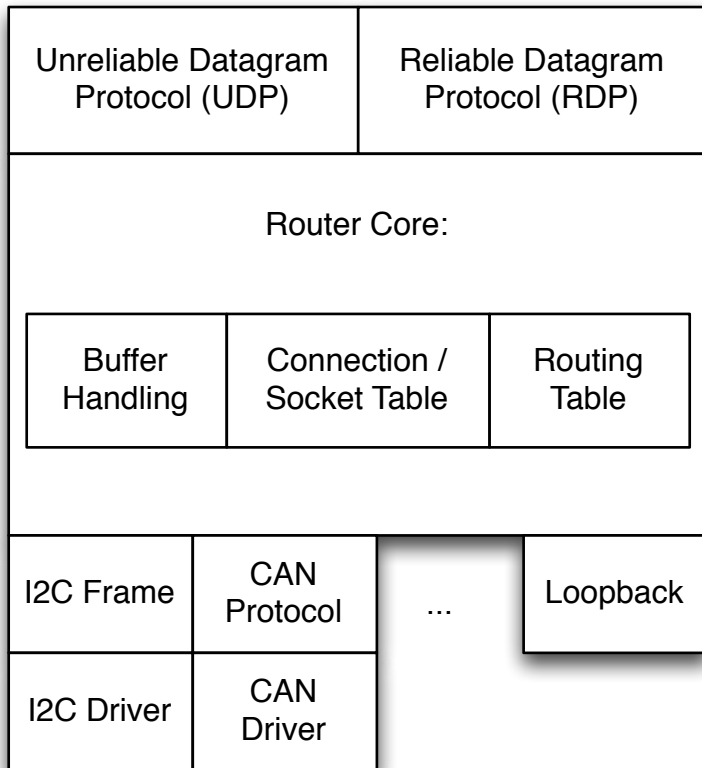 Unreliable Datagram
Protocol (UDP)
Reliable Datagram
Protocol (RDP)
Router Core:
Buffer
Handling
Connection /
Socket Table
Routing
Table
I2C Frame
CAN
Protocol
...
Loopback
I2C Driver
CAN
Driver